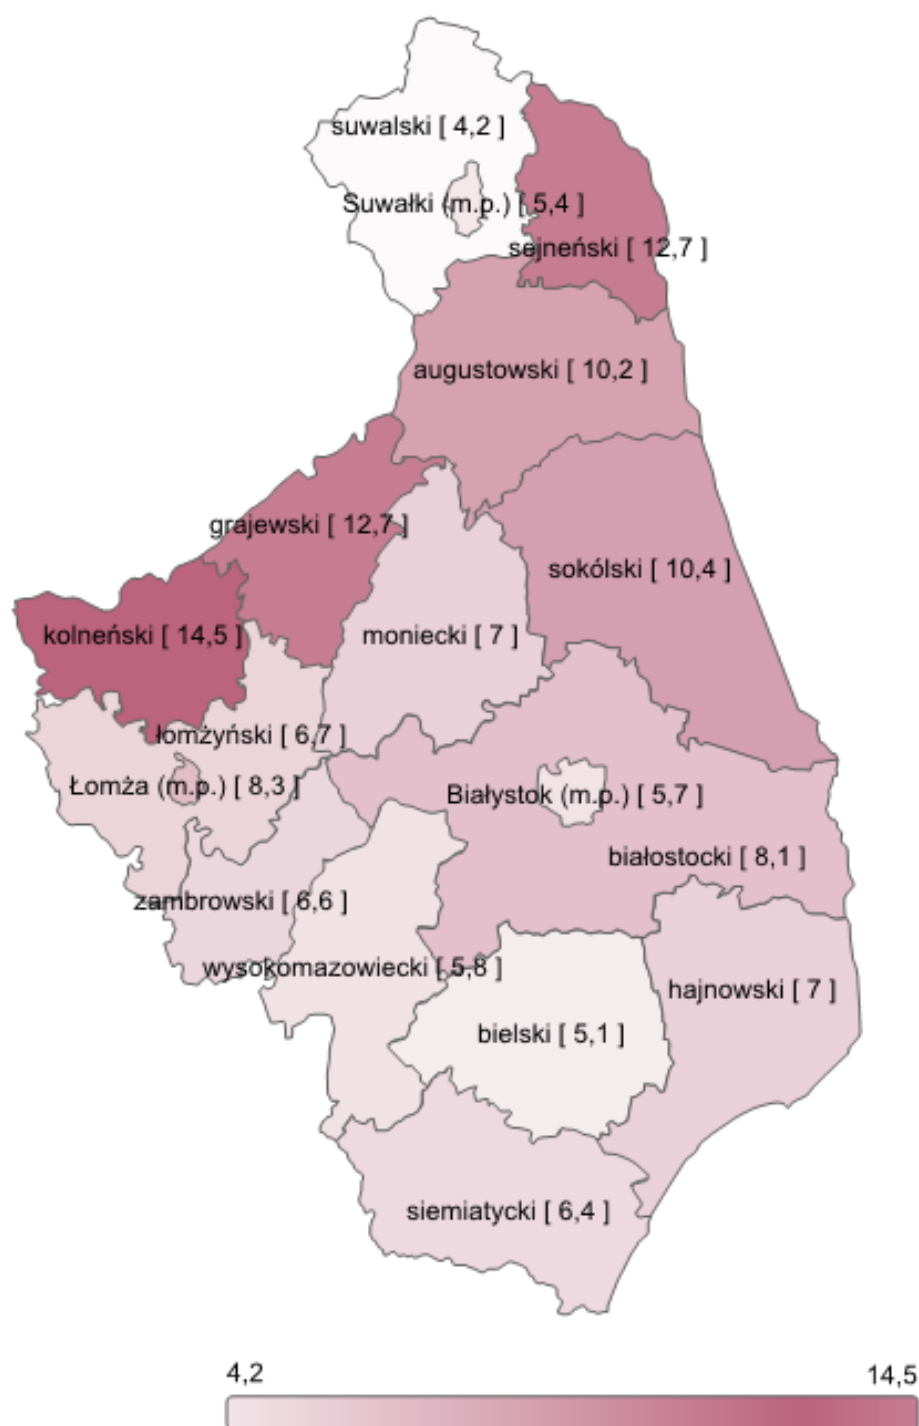 suwalski [ 4,2 ]
Suwałki (m.p.) [ 5,4 ]
sejneński [ 12,7 ]
augustowski [ 10,2 ]
grajewski [ 12,7 ]
sokólski [ 10,4 ]
kolneński [ 14,5 ]
moniecki [ 7 ]
łomżyński [ 6,7 ]
Łomża (m.p.) [ 8,3 ]
Białystok (m.p.) [ 5,7 ]
białostocki [ 8,1 ]
zambrowski [ 6,6 ]
wysokomazowiecki [ 5,8 ]
hajnowski [ 7 ]
bielski [ 5,1 ]
siemiatycki [ 6,4 ]
4,2 14,5